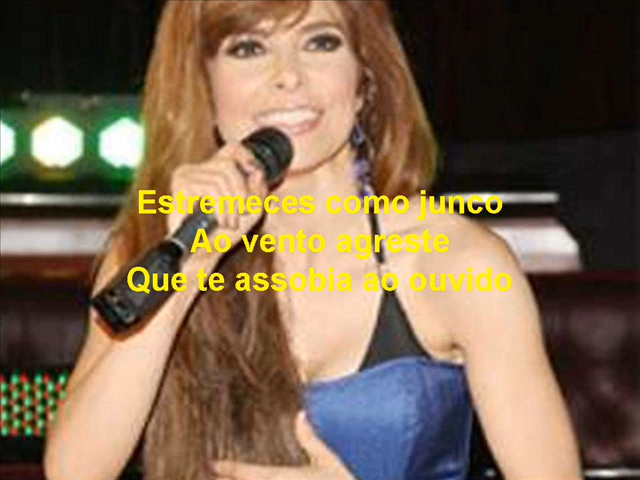 Estremeces como junco
Ao vento agreste
Que te assobia ao ouvido